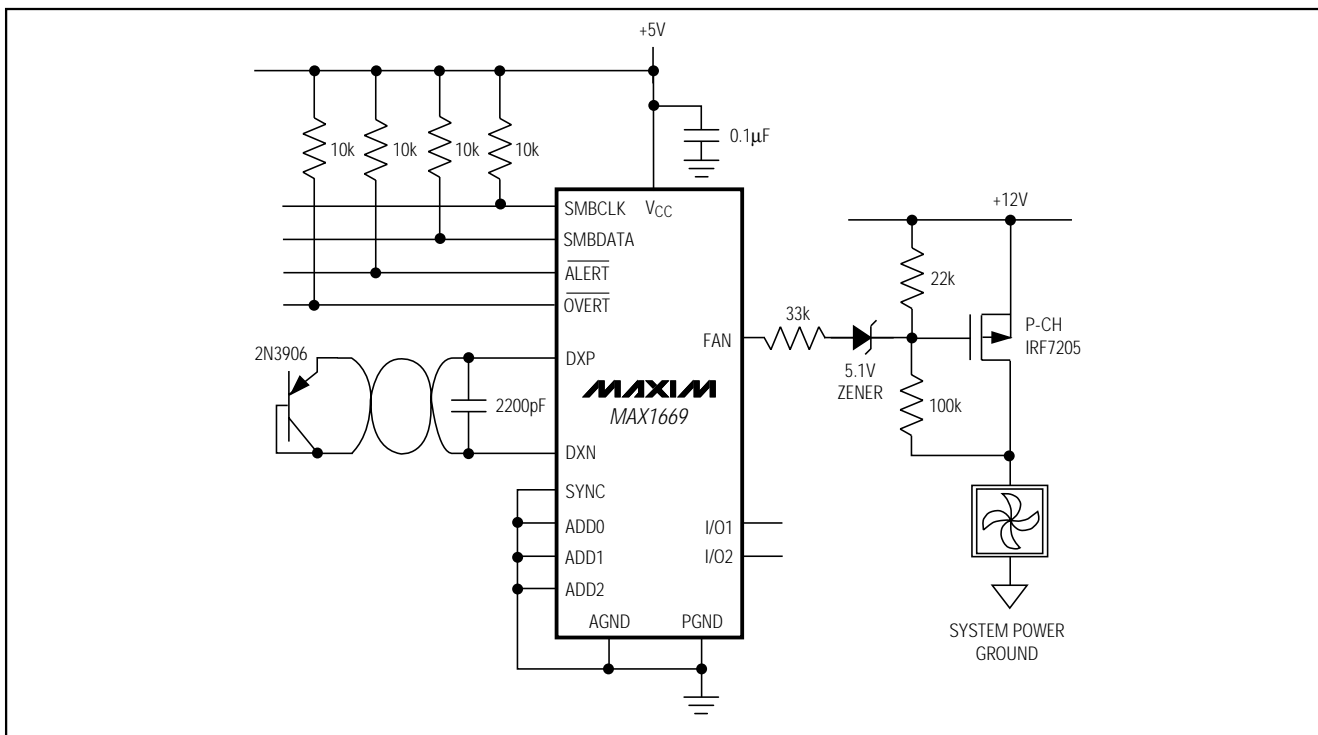 +5V
10k
10k
10k
10k
0.1μF
SMBCLK
VCC
SMBDATA
ALERT
OVERT
+12V
22k
33k
P-CH
IRF7205
FAN
5.1V
ZENER
100k
2N3906
DXP
2200pF
MAXIM
MAX1669
DXN
SYNC
ADD0
ADD1
ADD2
I/O1
I/O2
AGND
PGND
SYSTEM POWER
GROUND